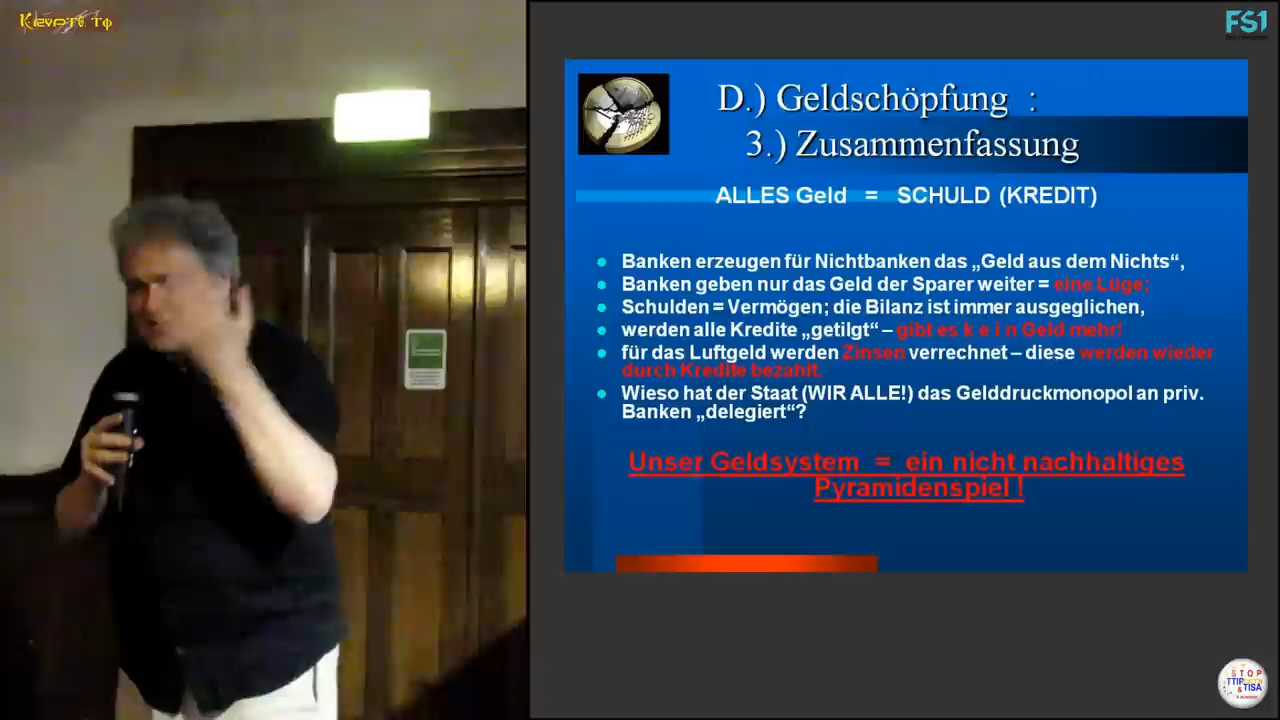 KRYPTO.TV
FS1
D.) Geldschöpfung :
3.) Zusammenfassung
ALLES Geld = SCHULD (KREDIT)
Banken erzeugen für Nichtbanken das „Geld aus dem Nichts“,
Banken geben nur das Geld der Sparer weiter = eine Lüge;
Schulden = Vermögen; die Bilanz ist immer ausgeglichen,
werden alle Kredite „getilgt“ – gibt es k e i n Geld mehr!
für das Luftgeld werden Zinsen verrechnet – diese werden wieder
durch Kredite bezahlt.
Wieso hat der Staat (WIR ALLE!) das Gelddruckmonopol an priv.
Banken „delegiert“?
Unser Geldsystem = ein nicht nachhaltiges
Pyramidenspiel !
STOP
TTIP
& TISA